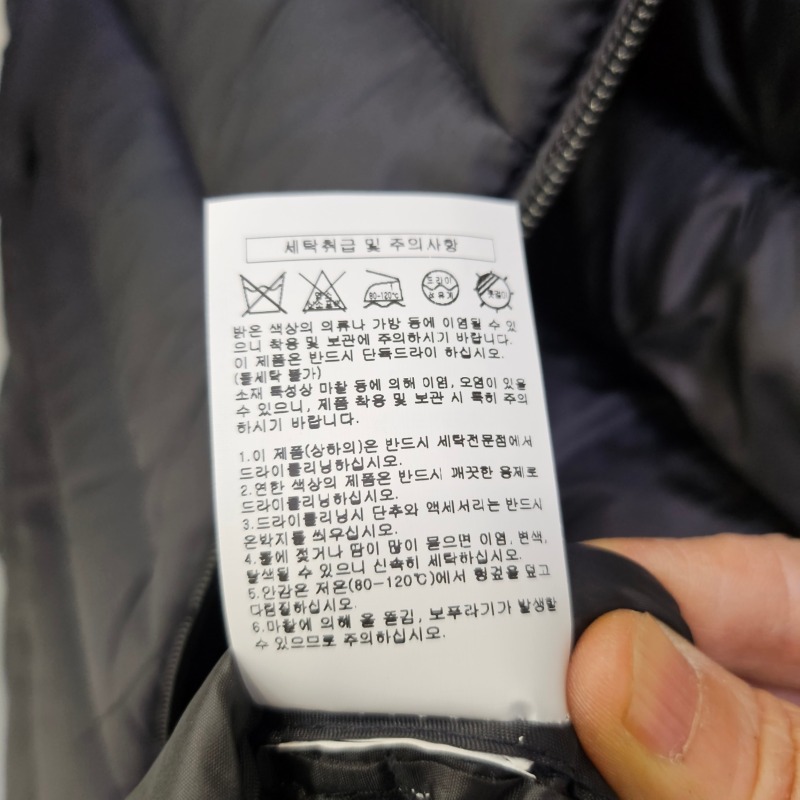 세탁취급 및 주의사항
80-120℃
드라이
석유계
밝은 색상의 의류나 가방 등에 이염될 수 있
으니 착용 및 보관에 주의하시기 바랍니다.
이 제품은 반드시 단독드라이 하십시오.
(물세탁 불가)
소재 특성상 마찰 등에 의해 이염, 오염이 있을
수 있으니, 제품 착용 및 보관 시 특히 주의
하시기 바랍니다.
1.이 제품(상하의)은 반드시 세탁전문점에서
드라이클리닝하십시오.
2.연한 색상의 제품은 반드시 깨끗한 용제로
드라이클리닝하십시오.
3.드라이클리닝시 단추와 액세서리는 반드시
은박지를 씌우십시오.
4.물에 젖거나 땀이 많이 묻으면 이염, 변색,
탈색될 수 있으니 신속히 세탁하십시오.
5.안감은 저온(80-120℃)에서 헝겊을 덮고
다림질하십시오.
6.마찰에 의해 올 뜯김, 보푸라기가 발생할
수 있으므로 주의하십시오.